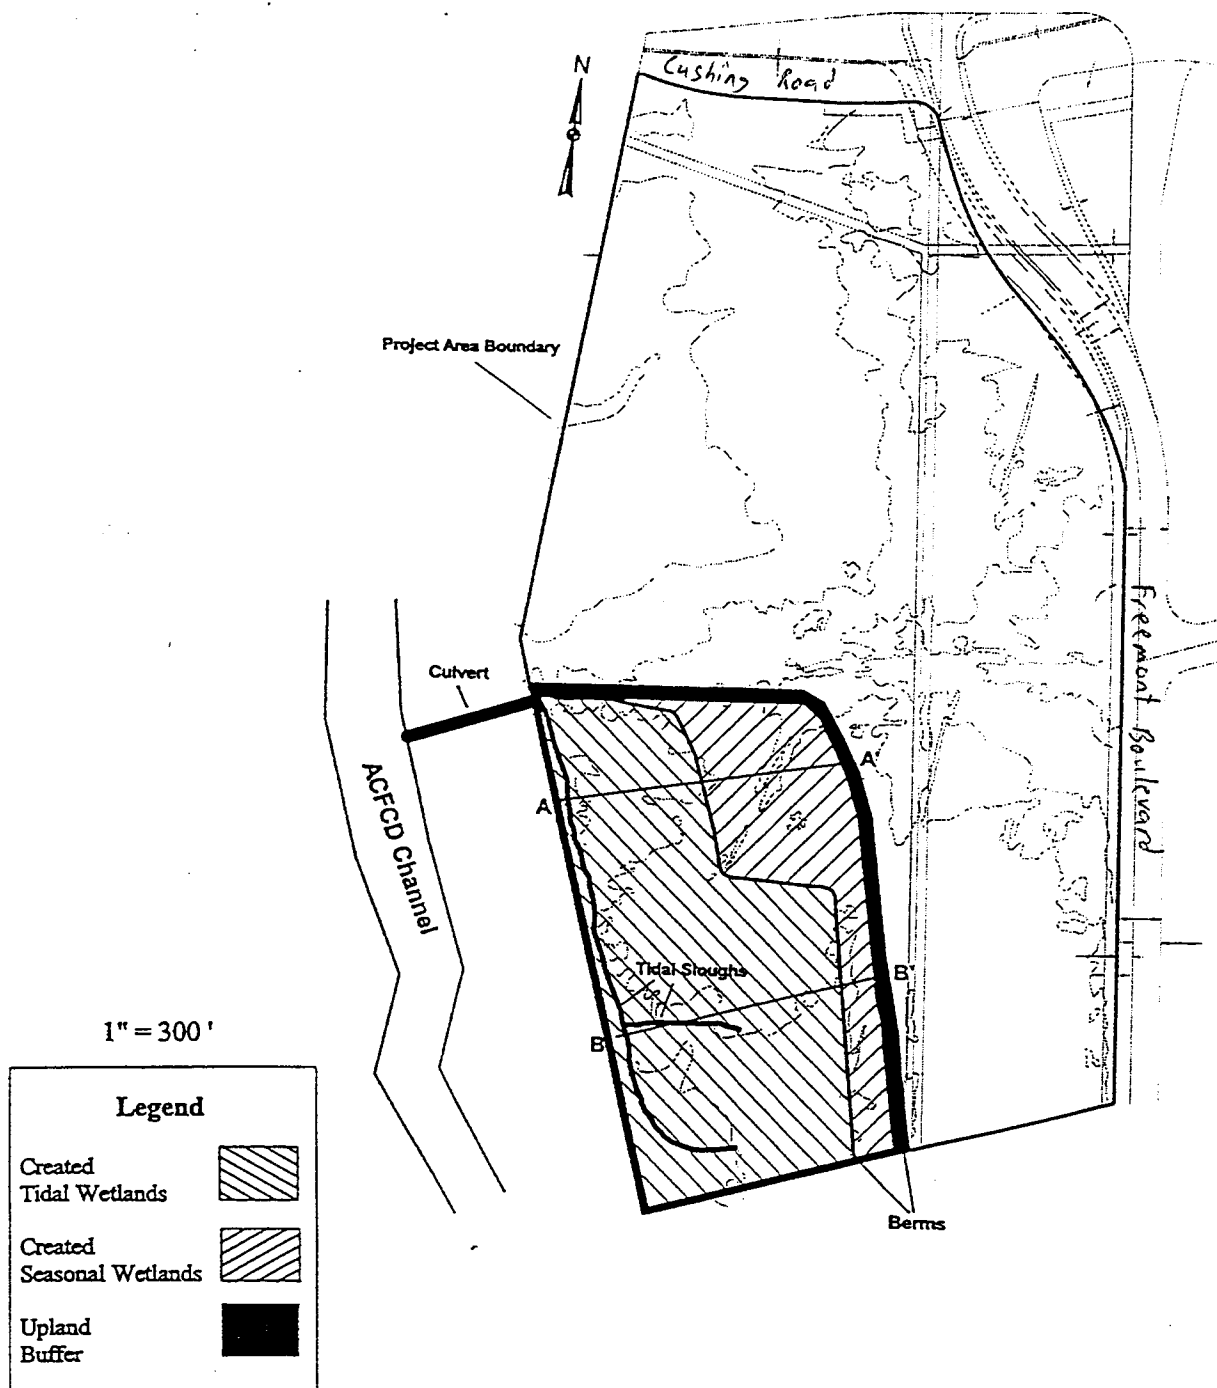 N
Cushing Road
Project Area Boundary
Freemont Boulevard
Culvert
ACFCD Channel
A
A'
Tidal Sloughs
B
B'
Berms
1" = 300 '
Legend
Created
Tidal Wetlands
Created
Seasonal Wetlands
Upland
Buffer